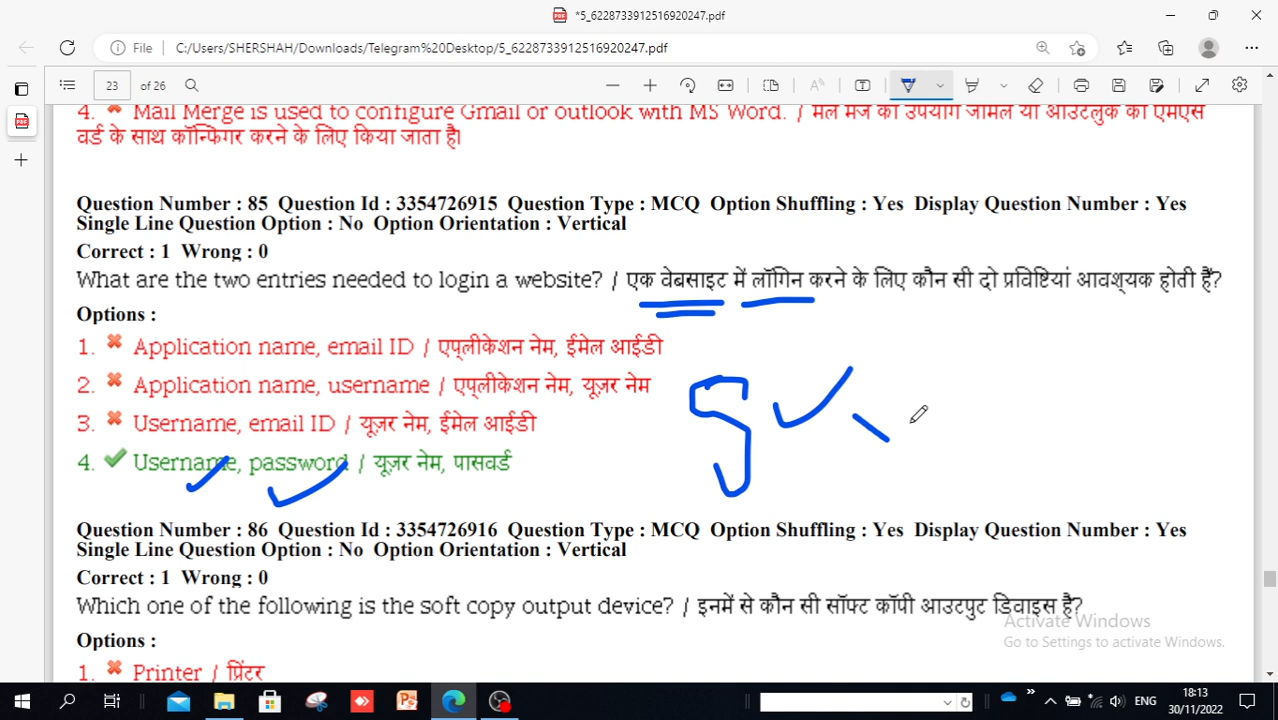 *5_6228733912516920247.pdf
File C:/Users/SHERSHAH/Downloads/Telegram%20Desktop/5_6228733912516920247.pdf
23 of 26
4. Mail Merge is used to configure Gmail or outlook with MS Word. / मेल मर्ज का उपयोग जीमेल या आउटलुक को एमएस
वर्ड के साथ कॉन्फिगर करने के लिए किया जाता है।
Question Number : 85 Question Id : 3354726915 Question Type : MCQ Option Shuffling : Yes Display Question Number : Yes
Single Line Question Option : No Option Orientation : Vertical
Correct : 1 Wrong : 0
What are the two entries needed to login a website? / एक वेबसाइट में लॉगिन करने के लिए कौन सी दो प्रविष्टियां आवश्यक होती हैं?
Options :
1. Application name, email ID / एप्लीकेशन नेम, ईमेल आईडी
2. Application name, username / एप्लीकेशन नेम, यूज़र नेम
3. Username, email ID / यूज़र नेम, ईमेल आईडी
4. Username, password / यूज़र नेम, पासवर्ड
Question Number : 86 Question Id : 3354726916 Question Type : MCQ Option Shuffling : Yes Display Question Number : Yes
Single Line Question Option : No Option Orientation : Vertical
Correct : 1 Wrong : 0
Which one of the following is the soft copy output device? / इनमें से कौन सी सॉफ्ट कॉपी आउटपुट डिवाइस है?
Activate Windows
Options :
Go to Settings to activate Windows.
1. Printer / प्रिंटर
ENG
18:13
30/11/2022